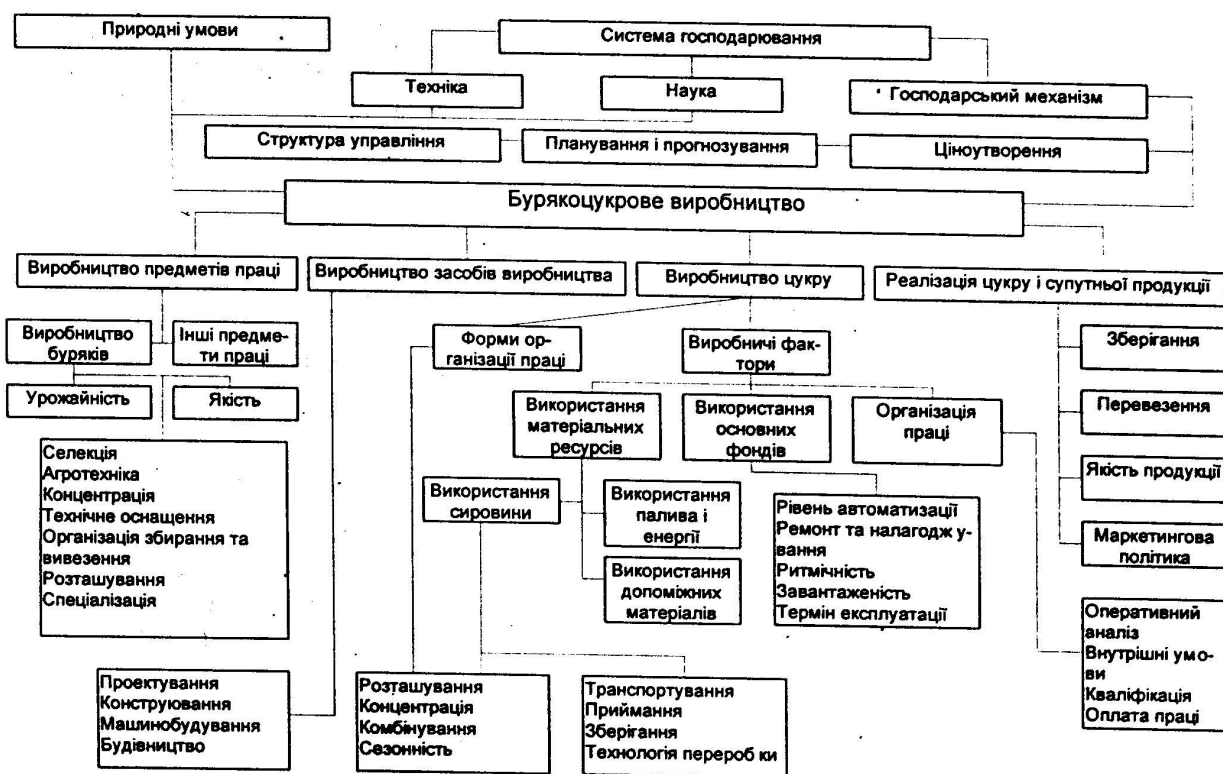 Природні умови
Система господарювання
Техніка
Наука
Господарський механізм
Структура управління
Планування і прогнозування
Ціноутворення
Бурякоцукрове виробництво
Виробництво предметів праці
Виробництво засобів виробництва
Виробництво цукру
Реалізація цукру і супутньої продукції
Виробництво
буряків
Інші предме-
ти праці
Урожайність
Якість
Форми ор-
ганізації праці
Виробничі фак-
тори
Зберігання
Перевезення
Якість продукції
Маркетингова
політика
Використання
матеріальних
ресурсів
Використання
основних
фондів
Організація
праці
Селекція
Агротехніка
Концентрація
Технічне оснащення
Організація збирання та
вивезення
Розташування
Спеціалізація
Використання
сировини
Використання
палива і
енергії
Використання
допоміжних
матеріалів
Рівень автоматизації
Ремонт та налагодж у-
вання
Ритмічність
Завантаженість
Термін експлуатації
Оперативний
аналіз
Внутрішні умо-
ви
Кваліфікація
Оплата праці
Проектування
Конструювання
Машинобудування
Будівництво
Розташування
Концентрація
Комбінування
Сезонність
Транспортування
Приймання
Зберігання
Технологія перероб ки